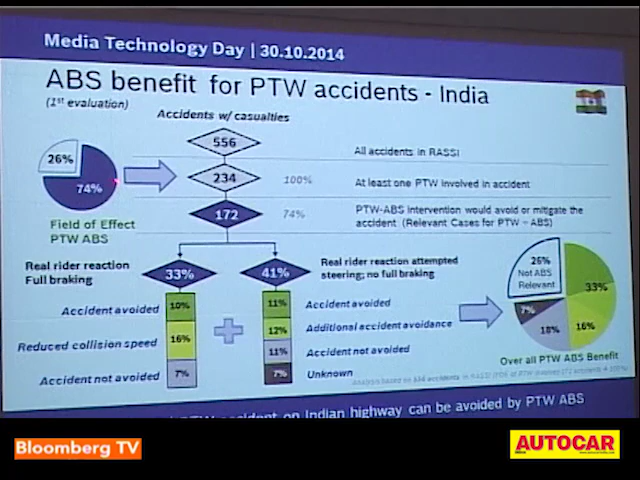 Media Technology Day | 30.10.2014
ABS benefit for PTW accidents - India
(1st evaluation)
Accidents w/ casualties
556
All accidents in RASSI
26%
74%
234
100%
At least one PTW involved in accident
172
74%
PTW-ABS intervention would avoid or mitigate the
accident (Relevant Cases for PTW – ABS)
Field of Effect
PTW ABS
Real rider reaction
Full braking
33%
41%
Real rider reaction attempted
steering; no full braking
26%
Not ABS
Relevant
33%
16%
18%
7%
Accident avoided
10%
11%
Accident avoided
Reduced collision speed
16%
12%
Additional accident avoidance
11%
Accident not avoided
Accident not avoided
7%
7%
Unknown
Over all PTW ABS Benefit
accident on Indian highway can be avoided by PTW ABS
Bloomberg TV
AUTOCAR